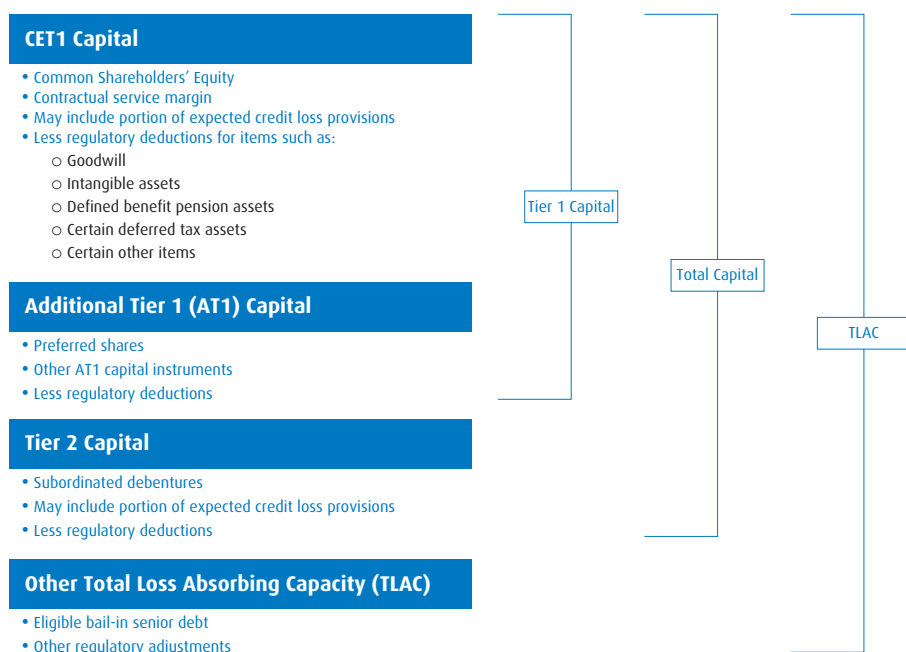 CET1 Capital
• Common Shareholders’ Equity
• Contractual service margin
• May include portion of expected credit loss provisions
• Less regulatory deductions for items such as:
○ Goodwill
○ Intangible assets
○ Defined benefit pension assets
○ Certain deferred tax assets
○ Certain other items
Additional Tier 1 (AT1) Capital
• Preferred shares
• Other AT1 capital instruments
• Less regulatory deductions
Tier 2 Capital
• Subordinated debentures
• May include portion of expected credit loss provisions
• Less regulatory deductions
Other Total Loss Absorbing Capacity (TLAC)
• Eligible bail-in senior debt
• Other regulatory adjustments
Tier 1 Capital
Total Capital
TLAC